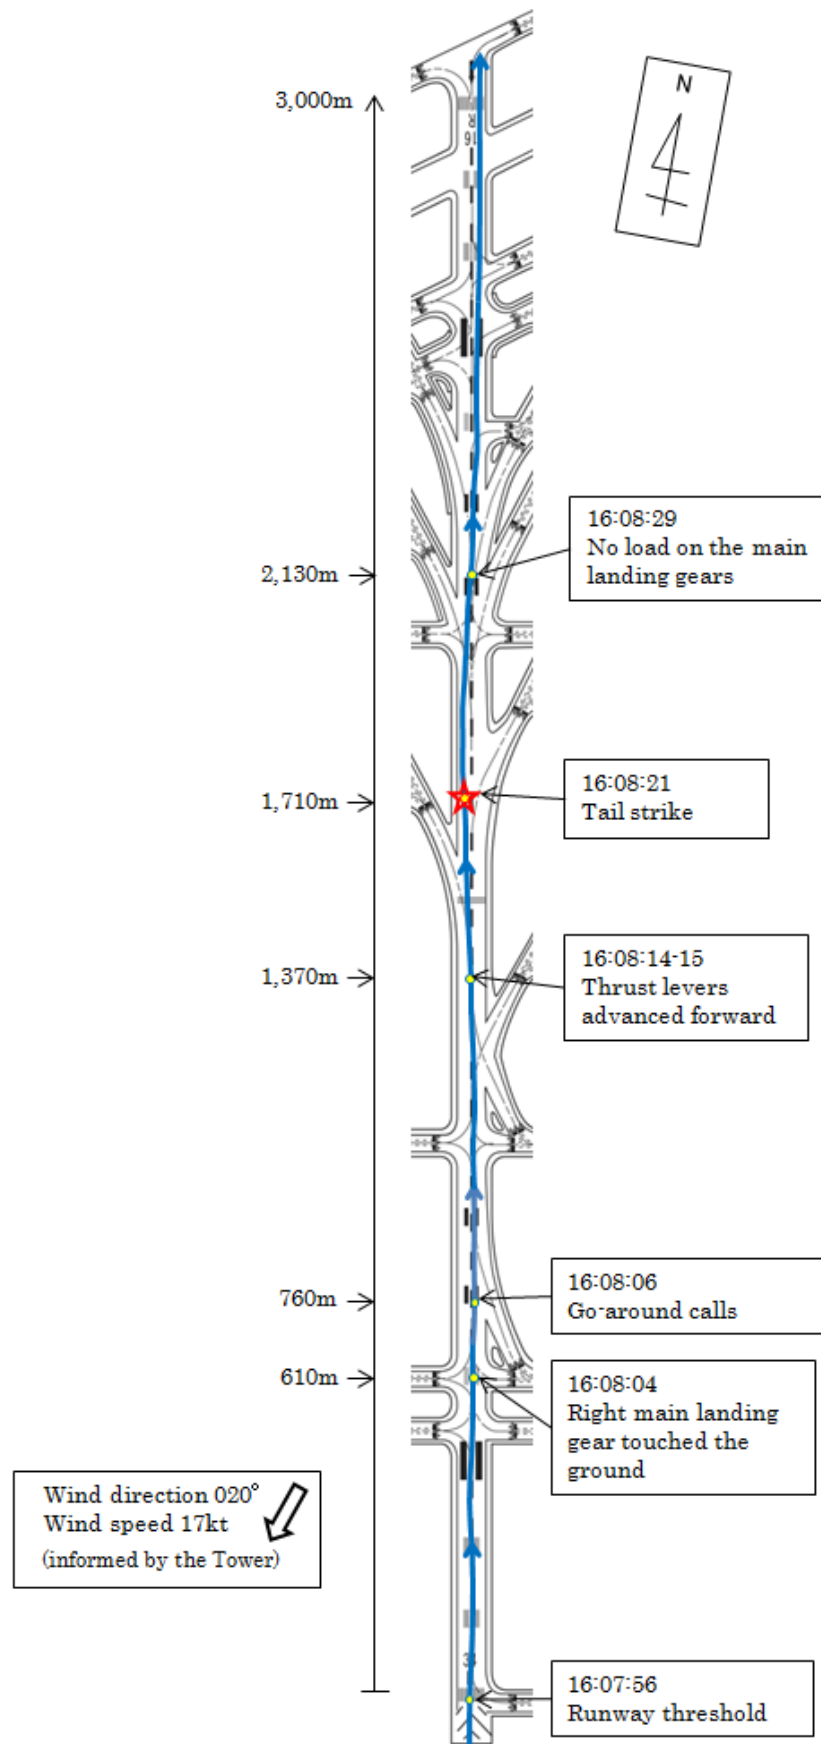 N
3,000m
16 R
16:08:29
No load on the main
landing gears
2,130m
16:08:21
Tail strike
1,710m
16:08:14-15
Thrust levers
advanced forward
1,370m
16:08:06
Go-around calls
760m
16:08:04
Right main landing
gear touched the
ground
610m
Wind direction 020°
Wind speed 17kt
(informed by the Tower)
16:07:56
Runway threshold